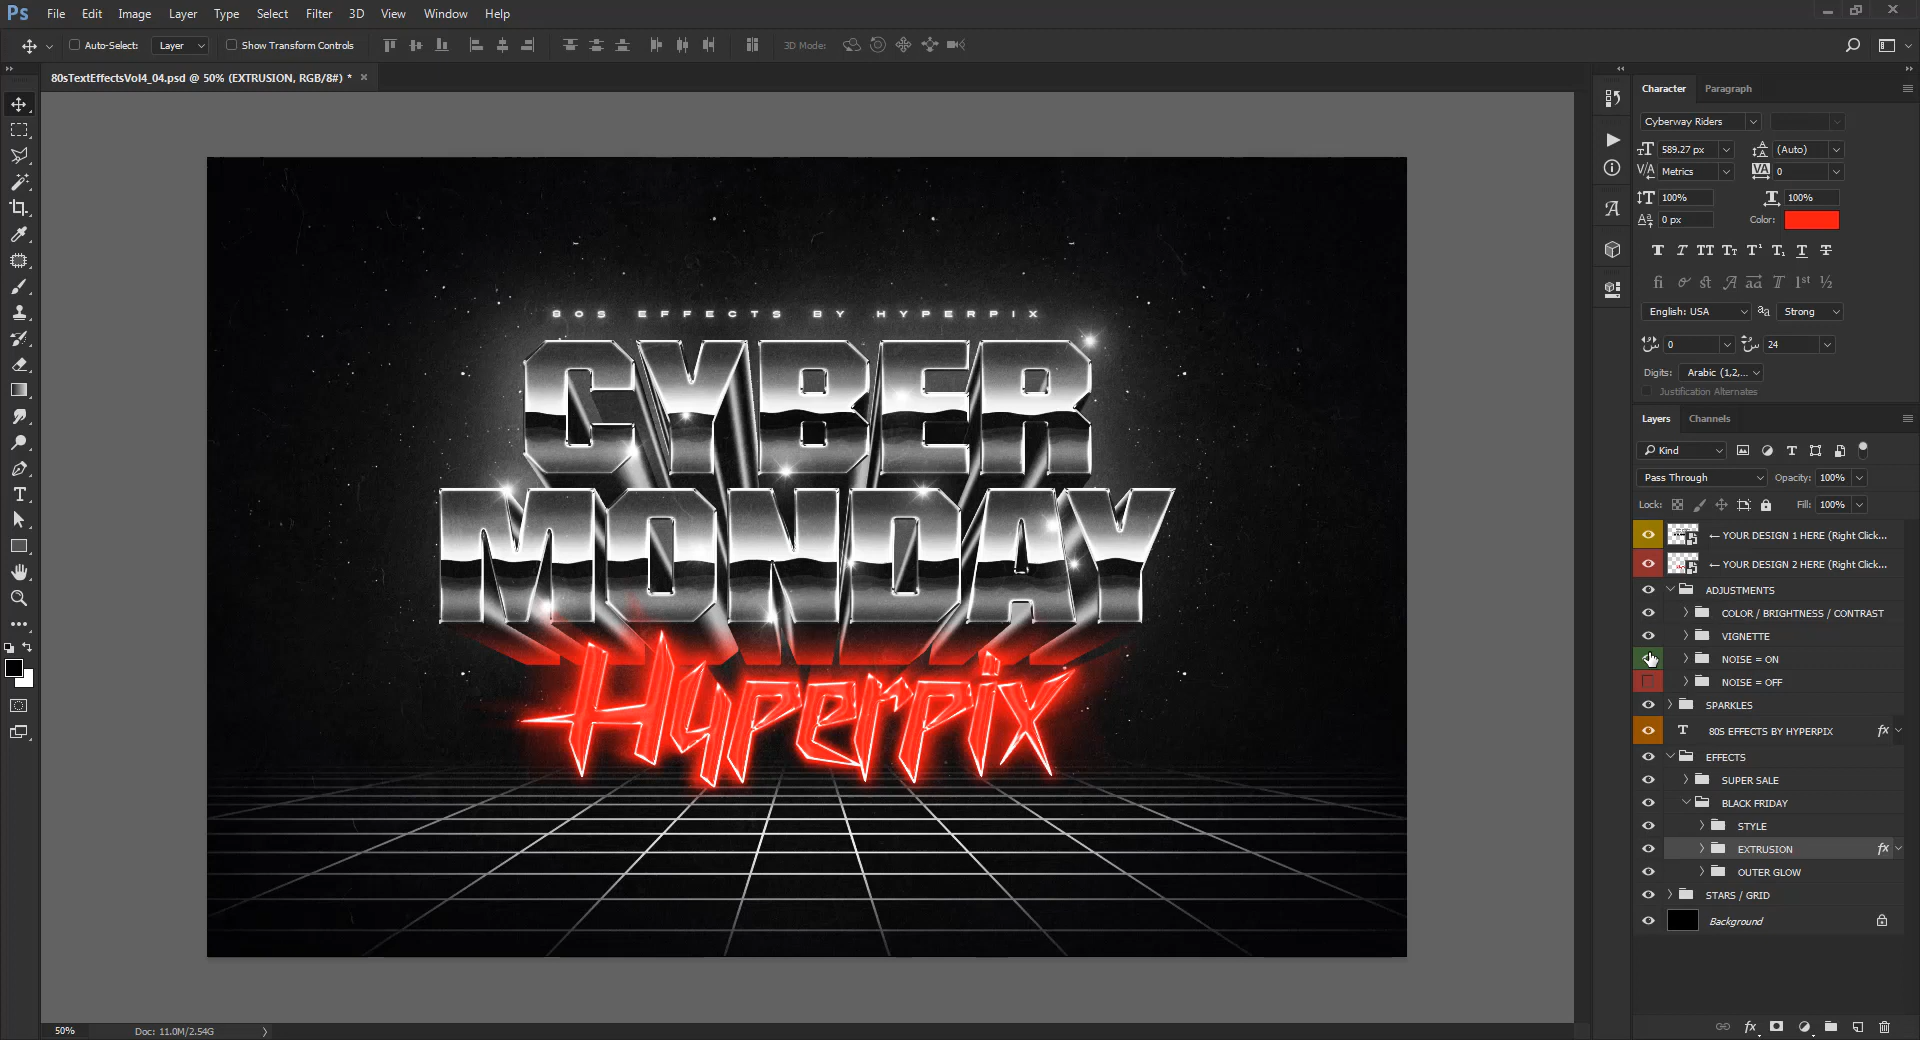 Ps File Edit Image Layer Type Select Filter 3D View Window Help
Auto-Select: Layer Show Transform Controls 3D Mode:
80sTextEffectsVol4_04.psd @ 50% (EXTRUSION, RGB/8#) *
80S EFFECTS BY HYPERPIX
CYBER
MONDAY
Hyperpix
50% Doc: 11.0M/2.54G
Character Paragraph
Cyberway Riders
589.27 px (Auto)
Metrics 0
100% 100%
0 px Color:
English: USA Strong
0 24
Digits: Arabic (1,2,...
Justification Alternates
Layers Channels
Kind
Pass Through Opacity: 100%
Lock: Fill: 100%
← YOUR DESIGN 1 HERE (Right Click...
← YOUR DESIGN 2 HERE (Right Click...
ADJUSTMENTS
COLOR / BRIGHTNESS / CONTRAST
VIGNETTE
NOISE = ON
NOISE = OFF
SPARKLES
80S EFFECTS BY HYPERPIX fx
EFFECTS
SUPER SALE
BLACK FRIDAY
STYLE
EXTRUSION fx
OUTER GLOW
STARS / GRID
Background
fx